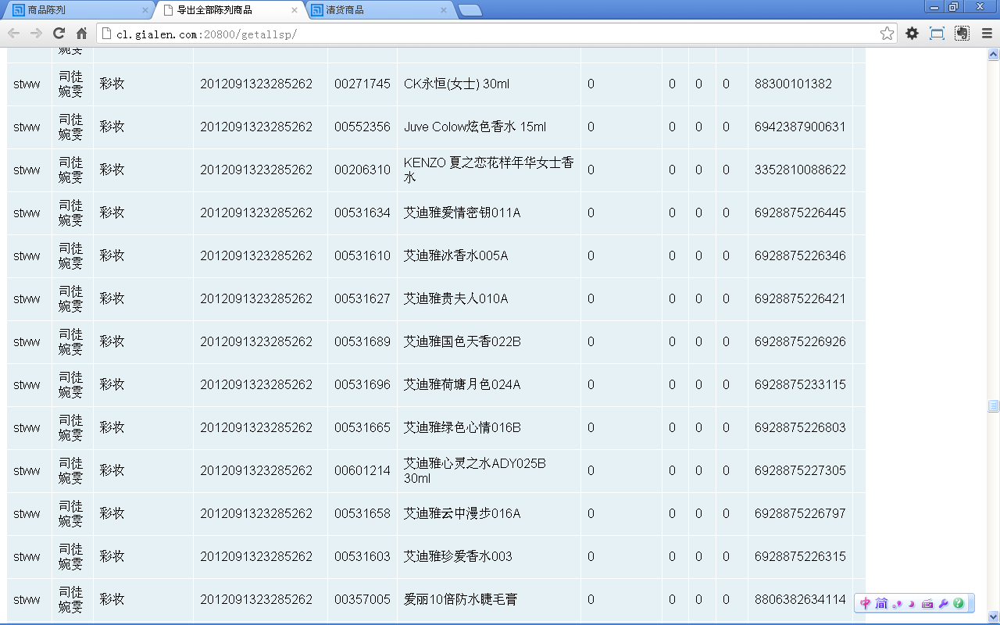 商品陈列
导出全部陈列商品
清货商品
cl.gialen.com:20800/getallsp/
婉雯
stww 司徒婉雯 彩妆 2012091323285262 00271745 CK永恒(女士) 30ml 0 0 0 0 88300101382
stww 司徒婉雯 彩妆 2012091323285262 00552356 Juve Colow炫色香水 15ml 0 0 0 0 6942387900631
stww 司徒婉雯 彩妆 2012091323285262 00206310 KENZO 夏之恋花样年华女士香水 0 0 0 0 3352810088622
stww 司徒婉雯 彩妆 2012091323285262 00531634 艾迪雅爱情密钥011A 0 0 0 0 6928875226445
stww 司徒婉雯 彩妆 2012091323285262 00531610 艾迪雅冰香水005A 0 0 0 0 6928875226346
stww 司徒婉雯 彩妆 2012091323285262 00531627 艾迪雅贵夫人010A 0 0 0 0 6928875226421
stww 司徒婉雯 彩妆 2012091323285262 00531689 艾迪雅国色天香022B 0 0 0 0 6928875226926
stww 司徒婉雯 彩妆 2012091323285262 00531696 艾迪雅荷塘月色024A 0 0 0 0 6928875233115
stww 司徒婉雯 彩妆 2012091323285262 00531665 艾迪雅绿色心情016B 0 0 0 0 6928875226803
stww 司徒婉雯 彩妆 2012091323285262 00601214 艾迪雅心灵之水ADY025B 30ml 0 0 0 0 6928875227305
stww 司徒婉雯 彩妆 2012091323285262 00531658 艾迪雅云中漫步016A 0 0 0 0 6928875226797
stww 司徒婉雯 彩妆 2012091323285262 00531603 艾迪雅珍爱香水003 0 0 0 0 6928875226315
stww 司徒婉雯 彩妆 2012091323285262 00357005 爱丽10倍防水睫毛膏 0 0 0 0 8806382634114
中 简